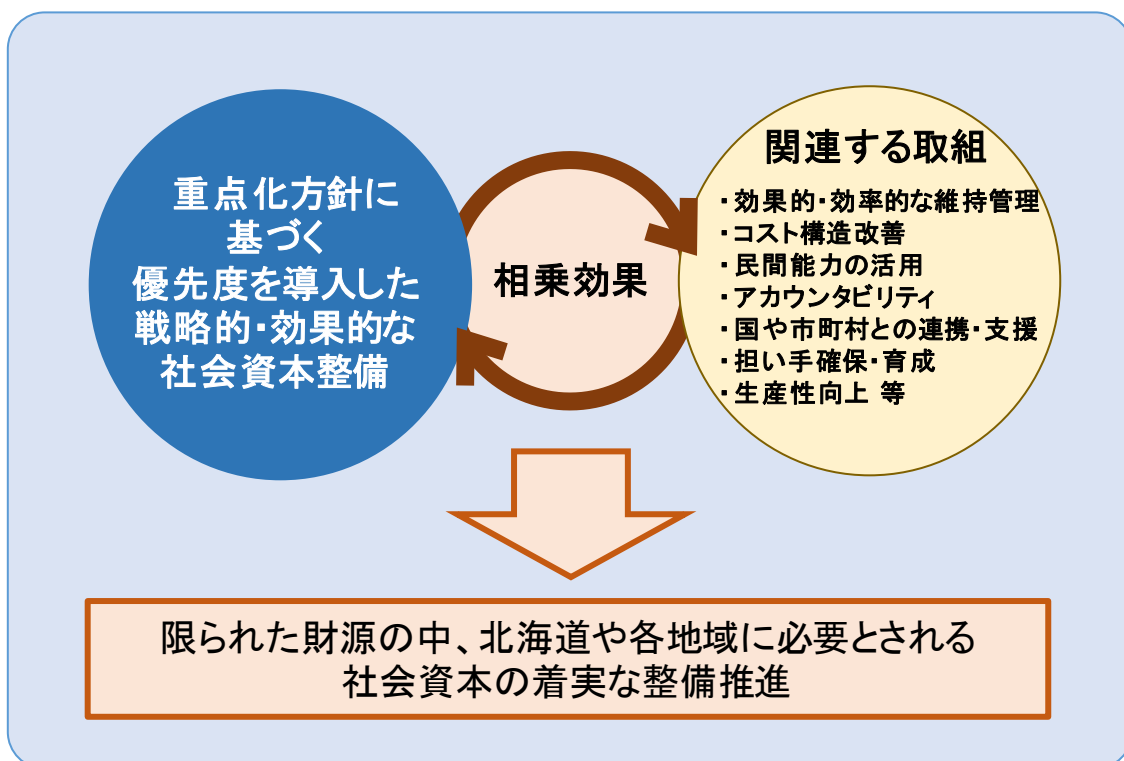 重点化方針に
基づく
優先度を導入した
戦略的・効果的な
社会資本整備
相乗効果
関連する取組
・効果的・効率的な維持管理
・コスト構造改善
・民間能力の活用
・アカウンタビリティ
・国や市町村との連携・支援
・担い手確保・育成
・生産性向上 等
限られた財源の中、北海道や各地域に必要とされる
社会資本の着実な整備推進